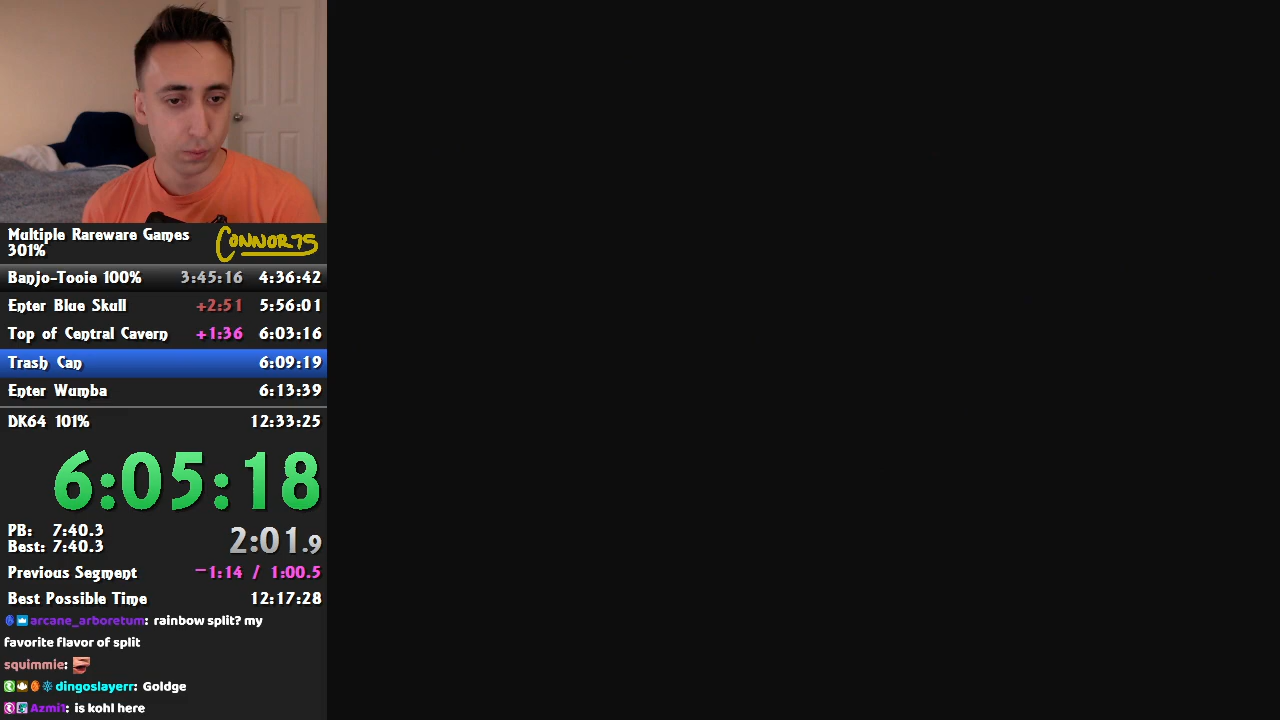 Multiple Rareware Games
301%
CONNOR75
Banjo-Tooie 100% 3:45:16 4:36:42
Enter Blue Skull +2:51 5:56:01
Top of Central Cavern +1:36 6:03:16
Trash Can 6:09:19
Enter Wumba 6:13:39
DK64 101% 12:33:25
6:05:18
PB: 7:40.3
Best: 7:40.3
2:01.9
Previous Segment -1:14 / 1:00.5
Best Possible Time 12:17:28
arcane_arboretum: rainbow split? my
favorite flavor of split
squimmie:
dingoslayerr: Goldge
Azmi1: is kohl here